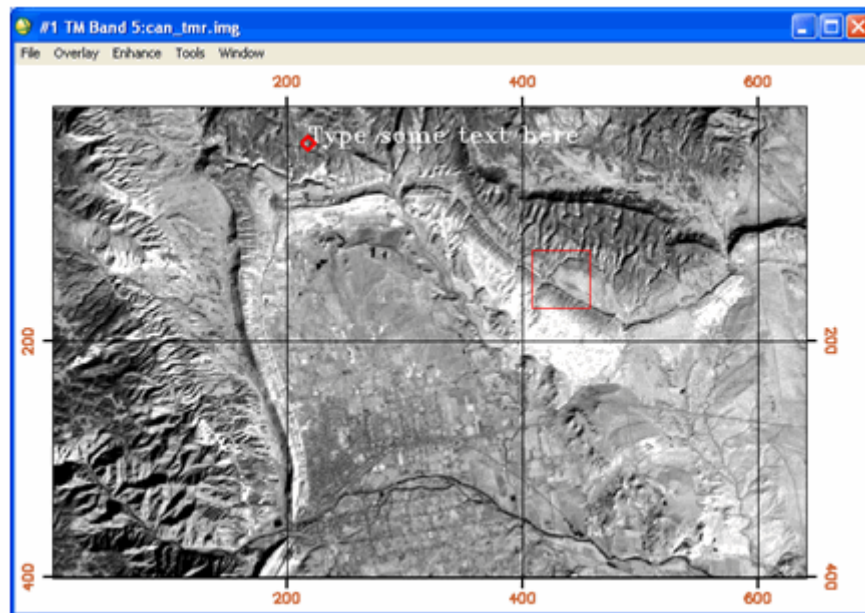 #1 TM Band 5:can_tmr.img
File Overlay Enhance Tools Window
200 400 600
Type some text here
200 200
400 400
200 400 600